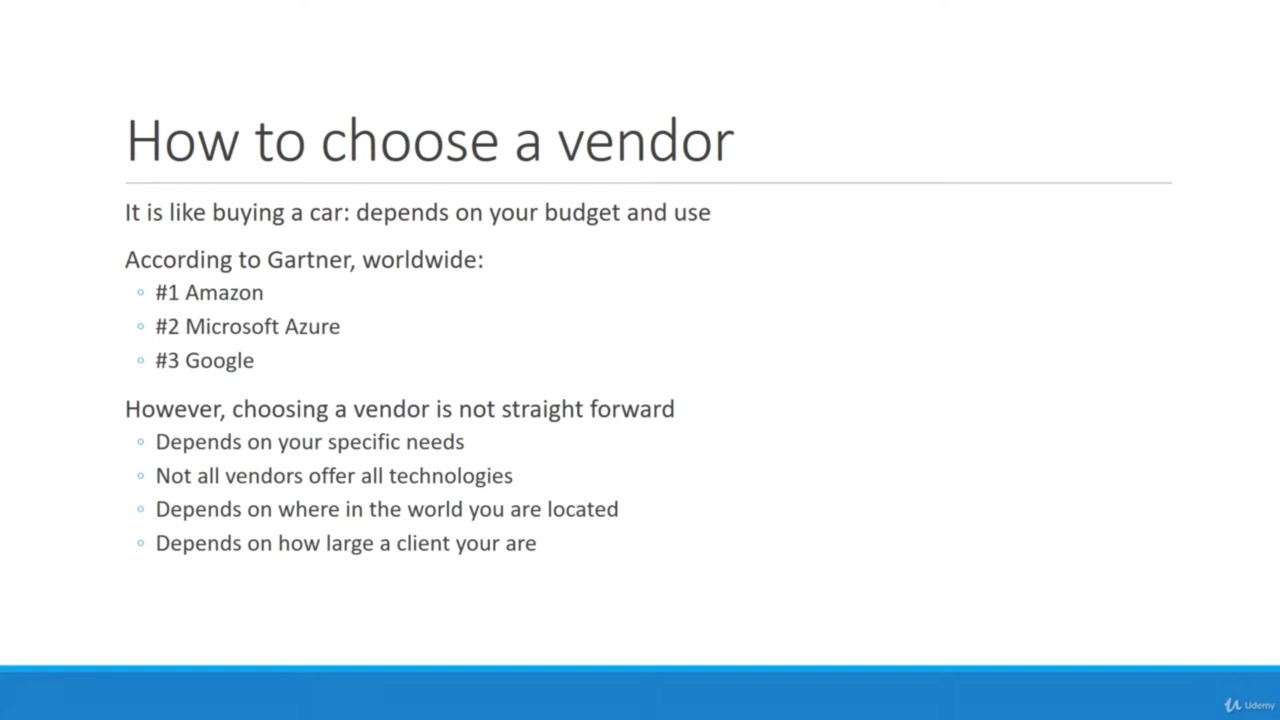 How to choose a vendor
It is like buying a car: depends on your budget and use
According to Gartner, worldwide:
#1 Amazon
#2 Microsoft Azure
#3 Google
However, choosing a vendor is not straight forward
Depends on your specific needs
Not all vendors offer all technologies
Depends on where in the world you are located
Depends on how large a client your are
Udemy